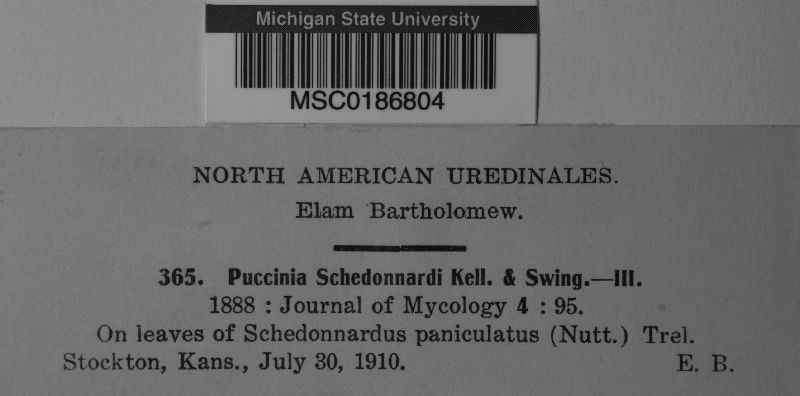 Michigan State University
MSC0186804
NORTH AMERICAN UREDINALES.
Elam Bartholomew.
365. Puccinia Schedonnardi Kell. & Swing.—III.
1888 : Journal of Mycology 4 : 95.
On leaves of Schedonnardus paniculatus (Nutt.) Trel.
Stockton, Kans., July 30, 1910. E. B.